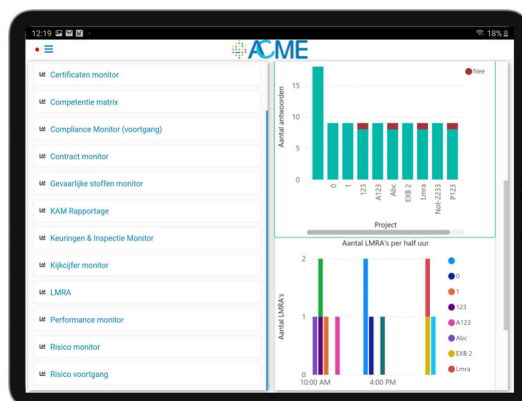 12:19
18%
ACME
Certificaten monitor
Competentie matrix
Compliance Monitor (voortgang)
Contract monitor
Gevaarlijke stoffen monitor
KAM Rapportage
Keuringen & Inspectie Monitor
Kijkcijfer monitor
LMRA
Performance monitor
Risico monitor
Risico voortgang
Nee
Aantal antwoorden
15
10
5
0
0
1
123
A123
Abc
EXB 2
Lmra
Not-2233
P123
Project
Aantal LMRA's per half uur
Aantal LMRA's
2
1
0
10:00 AM
4:00 PM
0
1
123
A123
Abc
EXB 2
Lmra